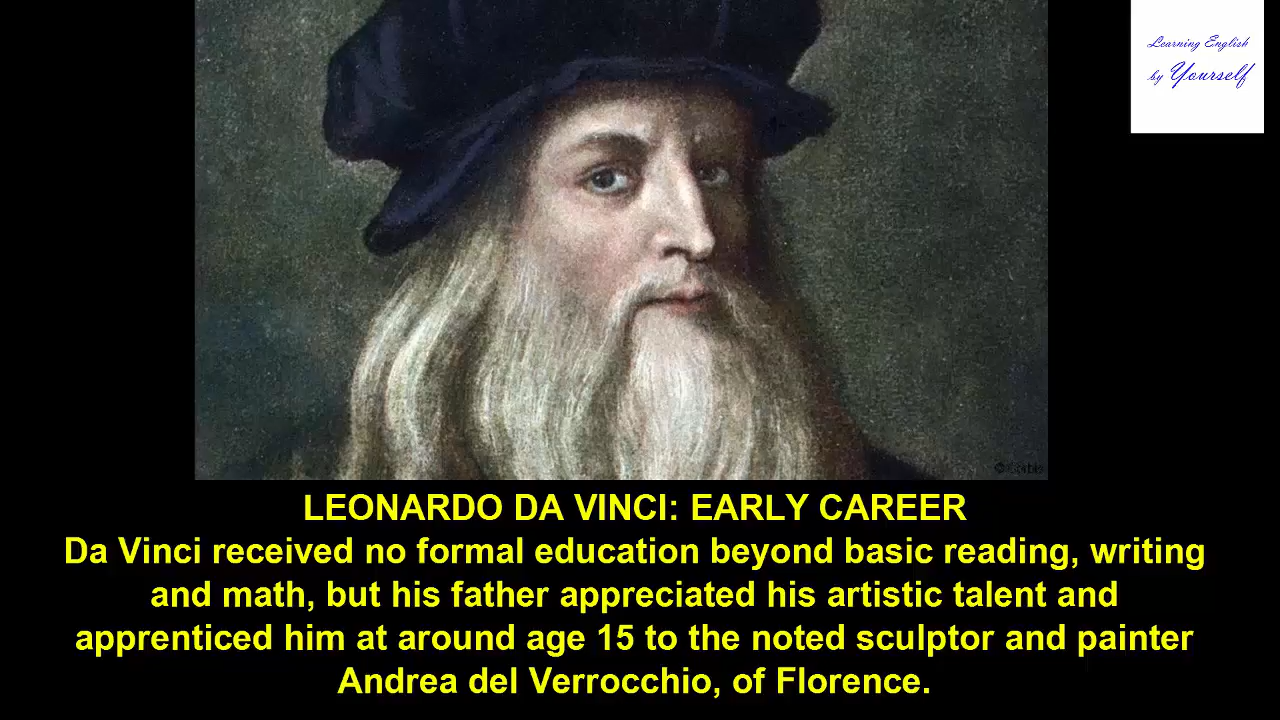 Learning English
by Yourself
© Corbis
LEONARDO DA VINCI: EARLY CAREER
Da Vinci received no formal education beyond basic reading, writing
and math, but his father appreciated his artistic talent and
apprenticed him at around age 15 to the noted sculptor and painter
Andrea del Verrocchio, of Florence.